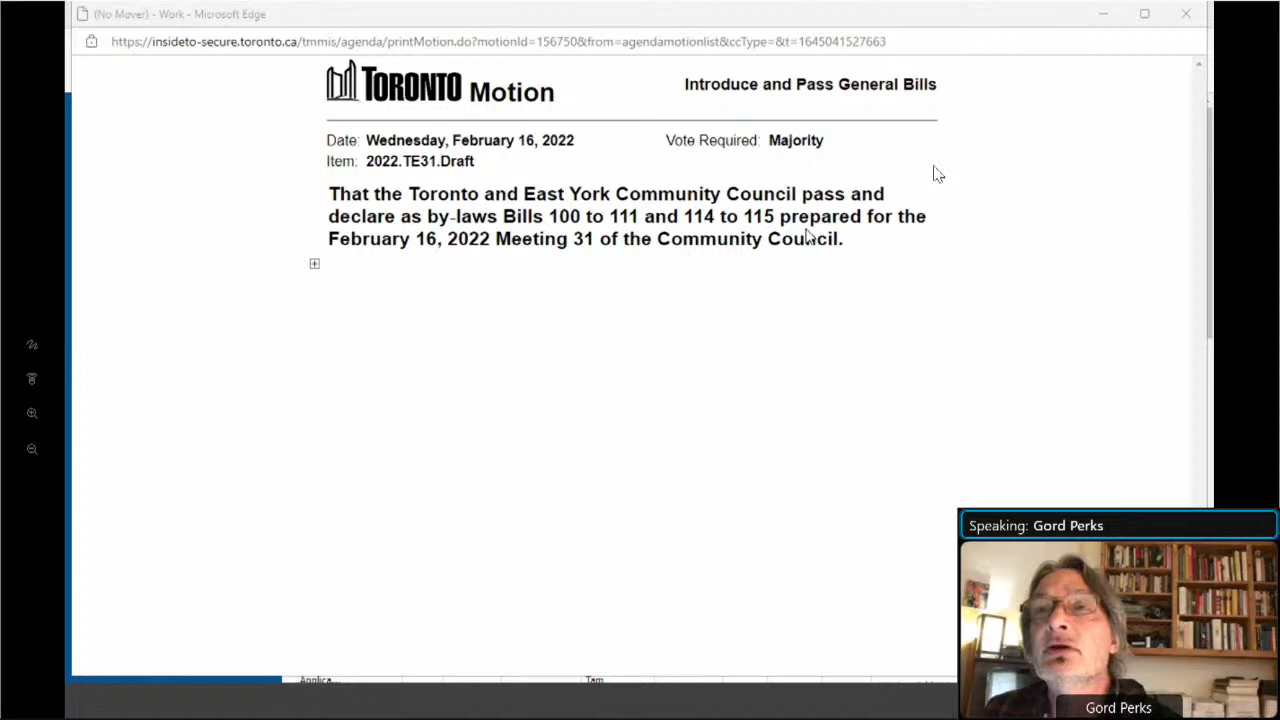 (No Mover) - Work - Microsoft Edge
https://insideto-secure.toronto.ca/tmmis/agenda/printMotion.do?motionId=156750&from=agendamotionlist&ccType=&t=1645041527663
TORONTO Motion
Introduce and Pass General Bills
Date: Wednesday, February 16, 2022
Vote Required: Majority
Item: 2022.TE31.Draft
That the Toronto and East York Community Council pass and
declare as by-laws Bills 100 to 111 and 114 to 115 prepared for the
February 16, 2022 Meeting 31 of the Community Council.
Speaking: Gord Perks
Applica...
Gord Perks